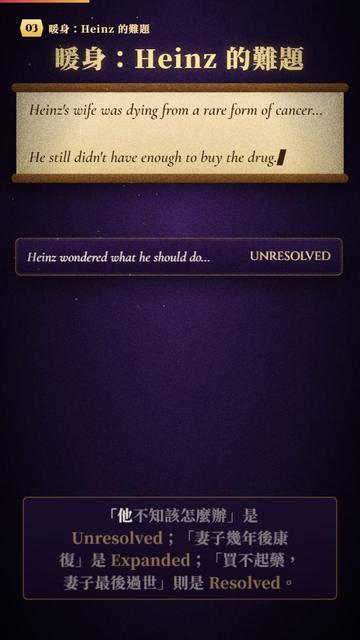 03 暖身：Heinz 的難題
暖身：Heinz 的難題
Heinz's wife was dying from a rare form of cancer...
He still didn't have enough to buy the drug.
Heinz wondered what he should do... UNRESOLVED
「他不知該怎麼辦」是
Unresolved；「妻子幾年後康
復」是 Expanded；「買不起藥，
妻子最後過世」則是 Resolved。